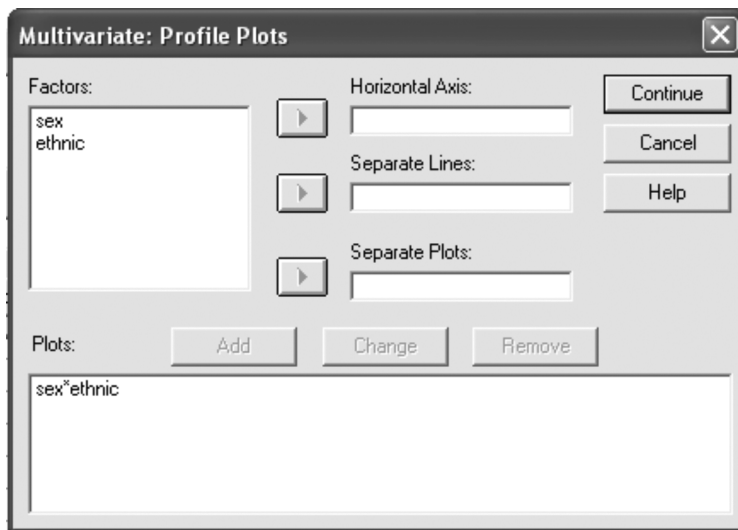 Multivariate: Profile Plots
Factors:
sex
ethnic
Horizontal Axis:
Separate Lines:
Separate Plots:
Continue
Cancel
Help
Plots:
Add
Change
Remove
sex*ethnic